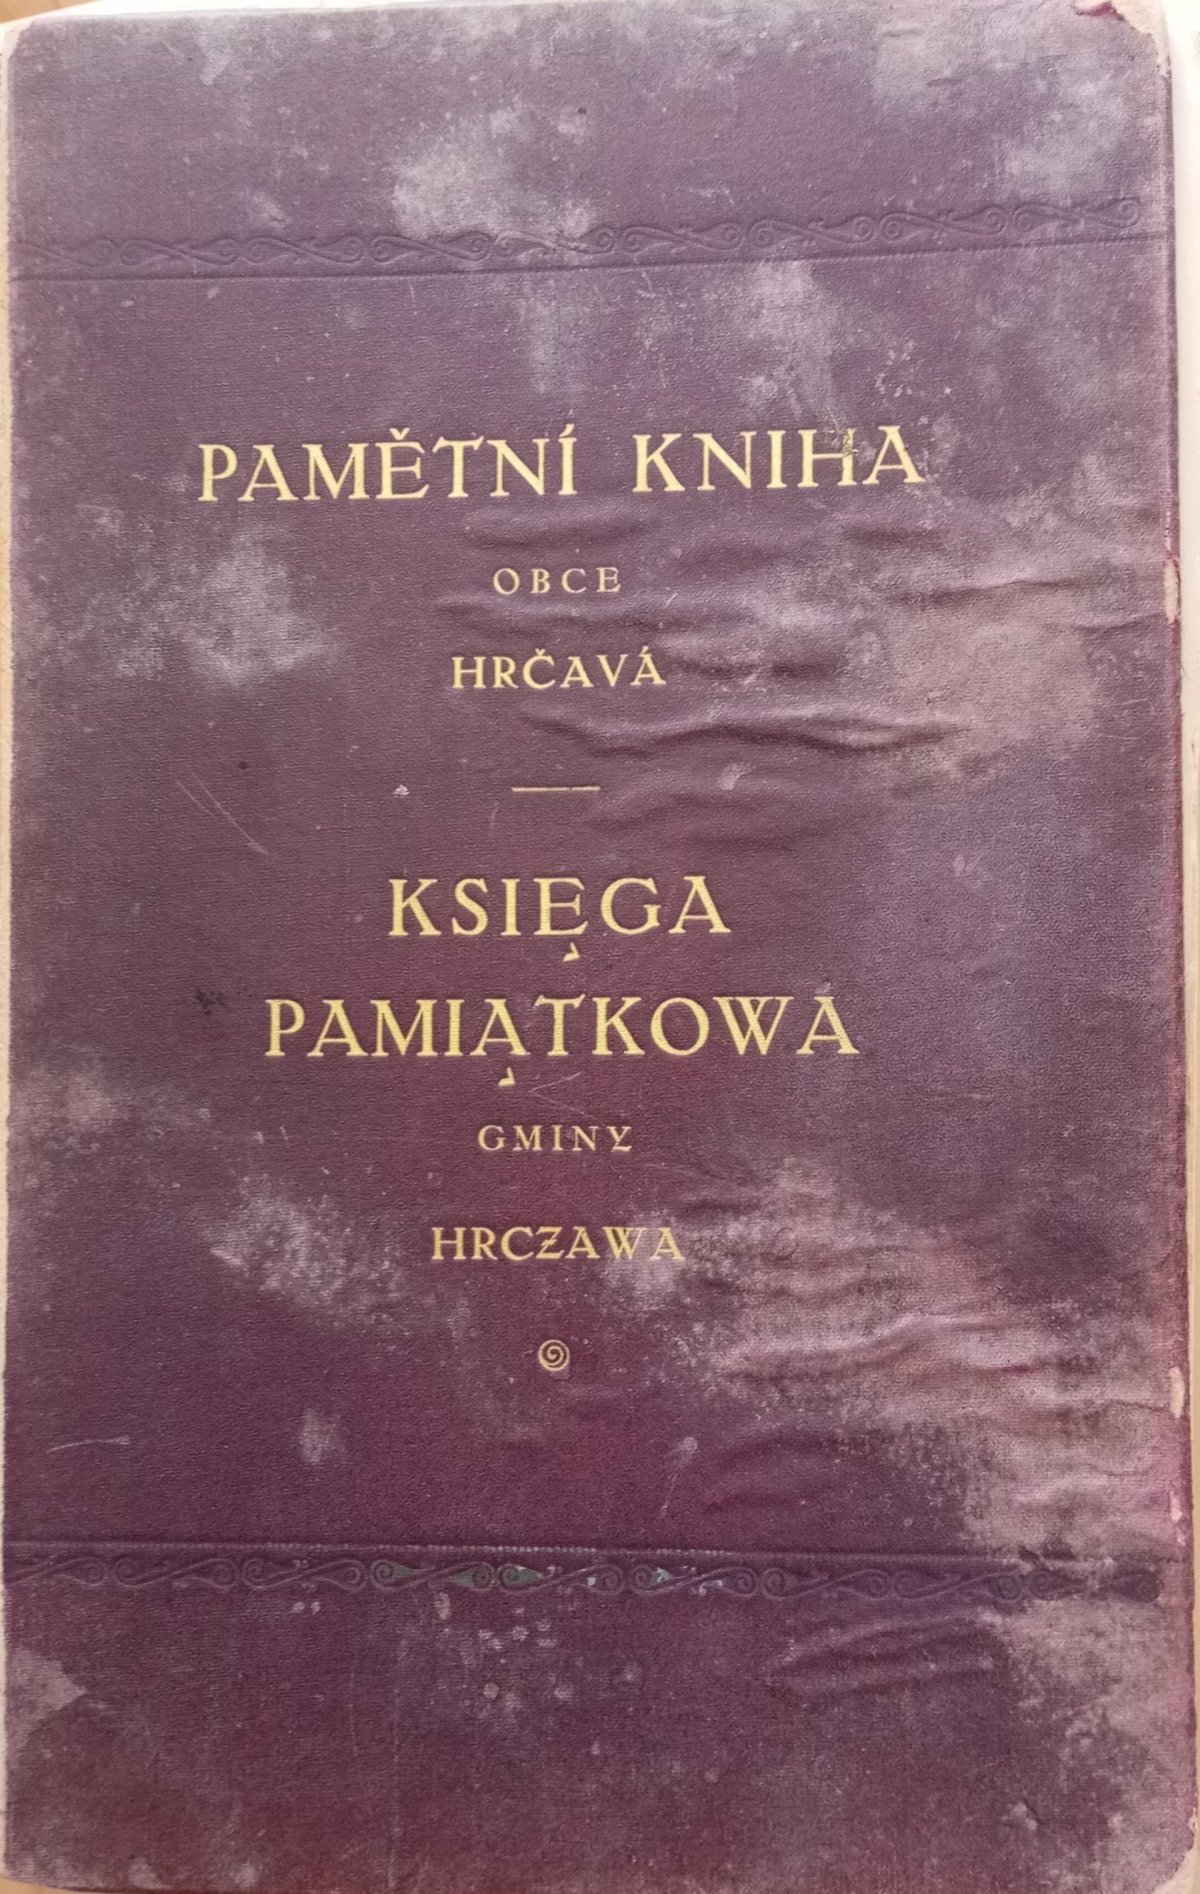 PAMĚTNÍ KNIHA
OBCE
HRČAVÁ
KSIĘGA
PAMIĄTKOWA
GMINY
HRCZAWA